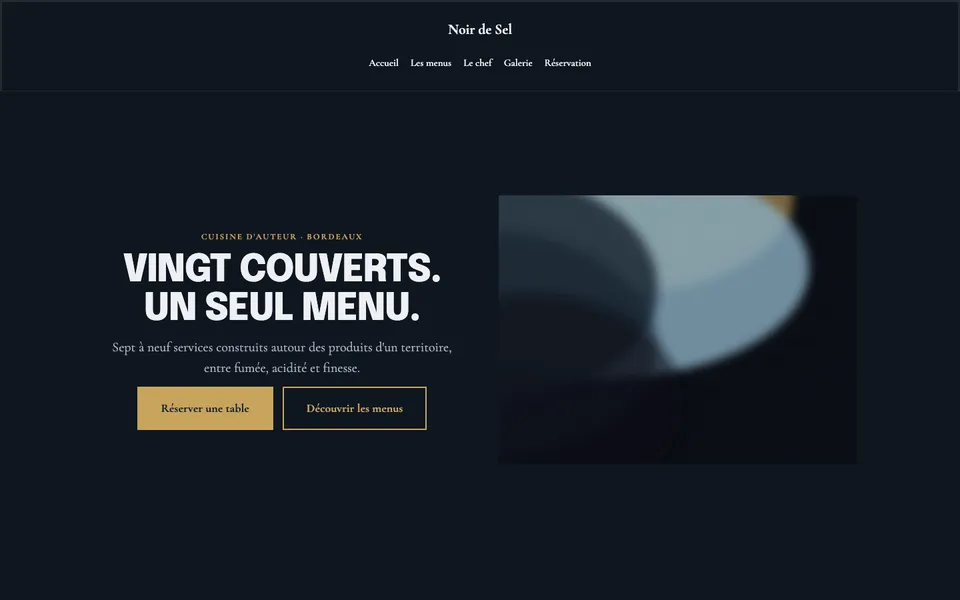 Noir de Sel
Accueil Les menus Le chef Galerie Réservation
CUISINE D'AUTEUR · BORDEAUX
VINGT COUVERTS.
UN SEUL MENU.
Sept à neuf services construits autour des produits d'un territoire,
entre fumée, acidité et finesse.
Réserver une table Découvrir les menus